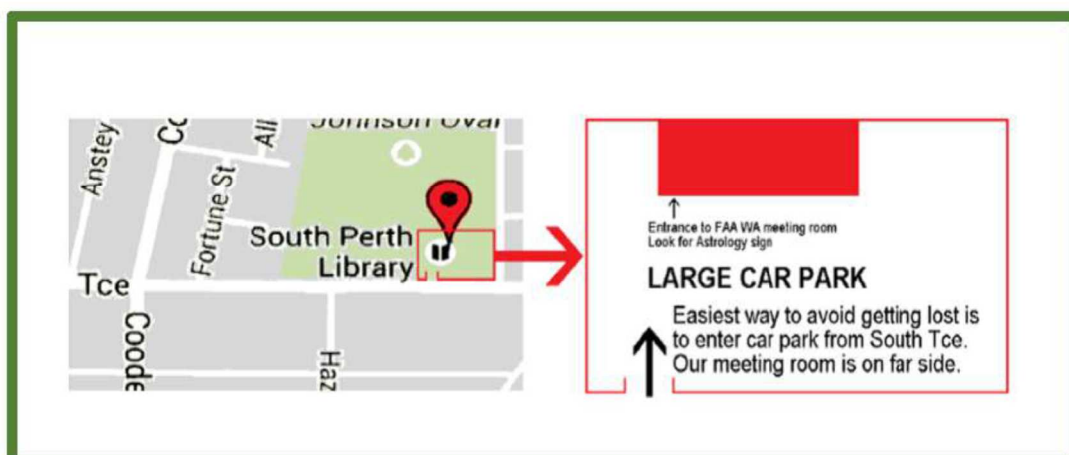 Johnson Oval
Anstey
Co
All
Fortune St
South Perth
Library
Tce
Coode
Haz
Entrance to FAA WA meeting room
Look for Astrology sign
LARGE CAR PARK
Easiest way to avoid getting lost is
to enter car park from South Tce.
Our meeting room is on far side.